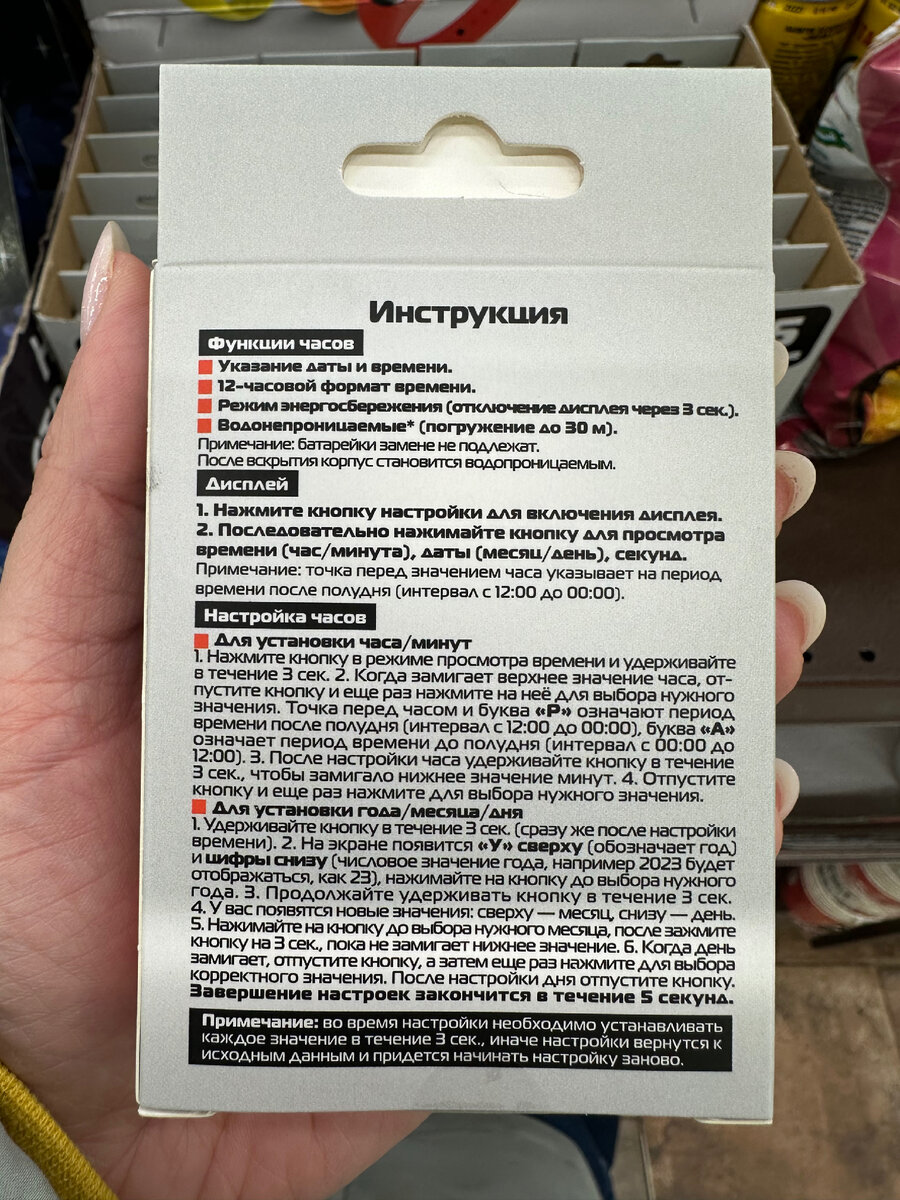 Инструкция
Функции часов
Указание даты и времени.
12-часовой формат времени.
Режим энергосбережения (отключение дисплея через 3 сек.).
Водонепроницаемые* (погружение до 30 м).
Примечание: батарейки замене не подлежат.
После вскрытия корпус становится водопроницаемым.
Дисплей
1. Нажмите кнопку настройки для включения дисплея.
2. Последовательно нажимайте кнопку для просмотра
времени (час/минута), даты (месяц/день), секунд.
Примечание: точка перед значением часа указывает на период
времени после полудня (интервал с 12:00 до 00:00).
Настройка часов
Для установки часа/минут
1. Нажмите кнопку в режиме просмотра времени и удерживайте
в течение 3 сек. 2. Когда замигает верхнее значение часа, от-
пустите кнопку и еще раз нажмите на неё для выбора нужного
значения. Точка перед часом и буква «Р» означают период
времени после полудня (интервал с 12:00 до 00:00), буква «А»
означает период времени до полудня (интервал с 00:00 до
12:00). 3. После настройки часа удерживайте кнопку в течение
3 сек., чтобы замигало нижнее значение минут. 4. Отпустите
кнопку и еще раз нажмите для выбора нужного значения.
Для установки года/месяца/дня
1. Удерживайте кнопку в течение 3 сек. (сразу же после настройки
времени). 2. На экране появится «У» сверху (обозначает год)
и цифры снизу (числовое значение года, например 2023 будет
отображаться, как 23), нажимайте на кнопку до выбора нужного
года. 3. Продолжайте удерживать кнопку в течение 3 сек.
4. У вас появятся новые значения: сверху — месяц, снизу — день.
5. Нажимайте на кнопку до выбора нужного месяца, после зажмите
кнопку на 3 сек., пока не замигает нижнее значение. 6. Когда день
замигает, отпустите кнопку, а затем еще раз нажмите для выбора
корректного значения. После настройки дня отпустите кнопку.
Завершение настроек закончится в течение 5 секунд.
Примечание: во время настройки необходимо устанавливать
каждое значение в течение 3 сек., иначе настройки вернутся к
исходным данным и придется начинать настройку заново.